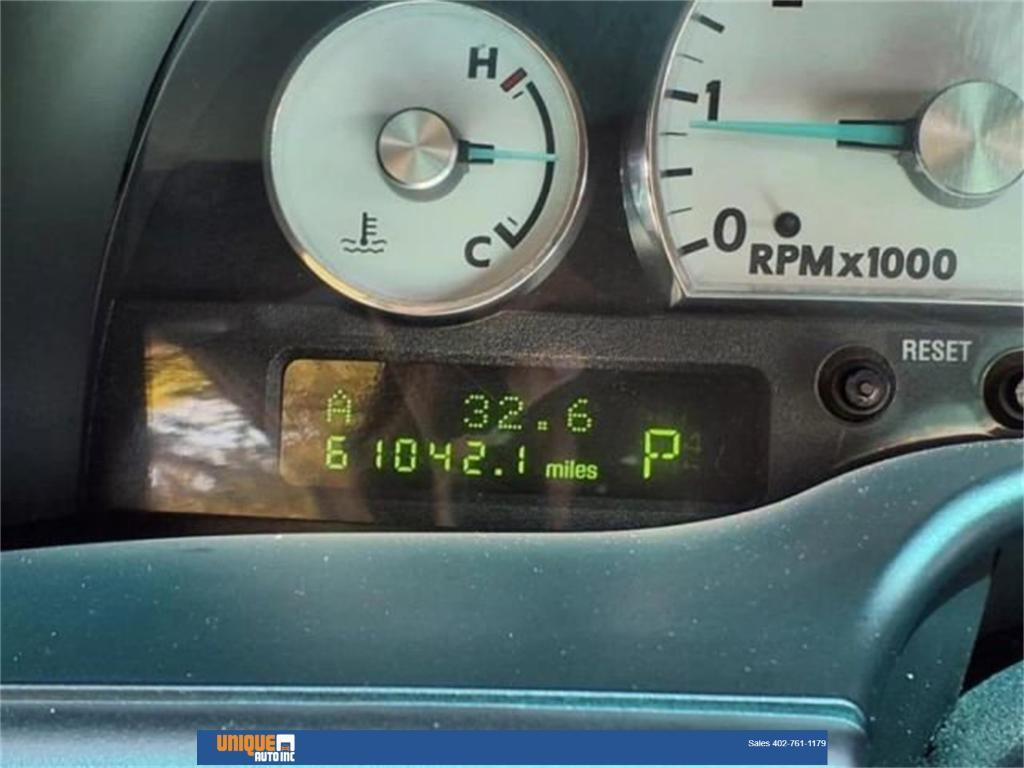 H
C
1
0
RPMx1000
RESET
A 32.6
61042.1 miles P
UNIQUE
AUTO INC
Sales 402-761-1179